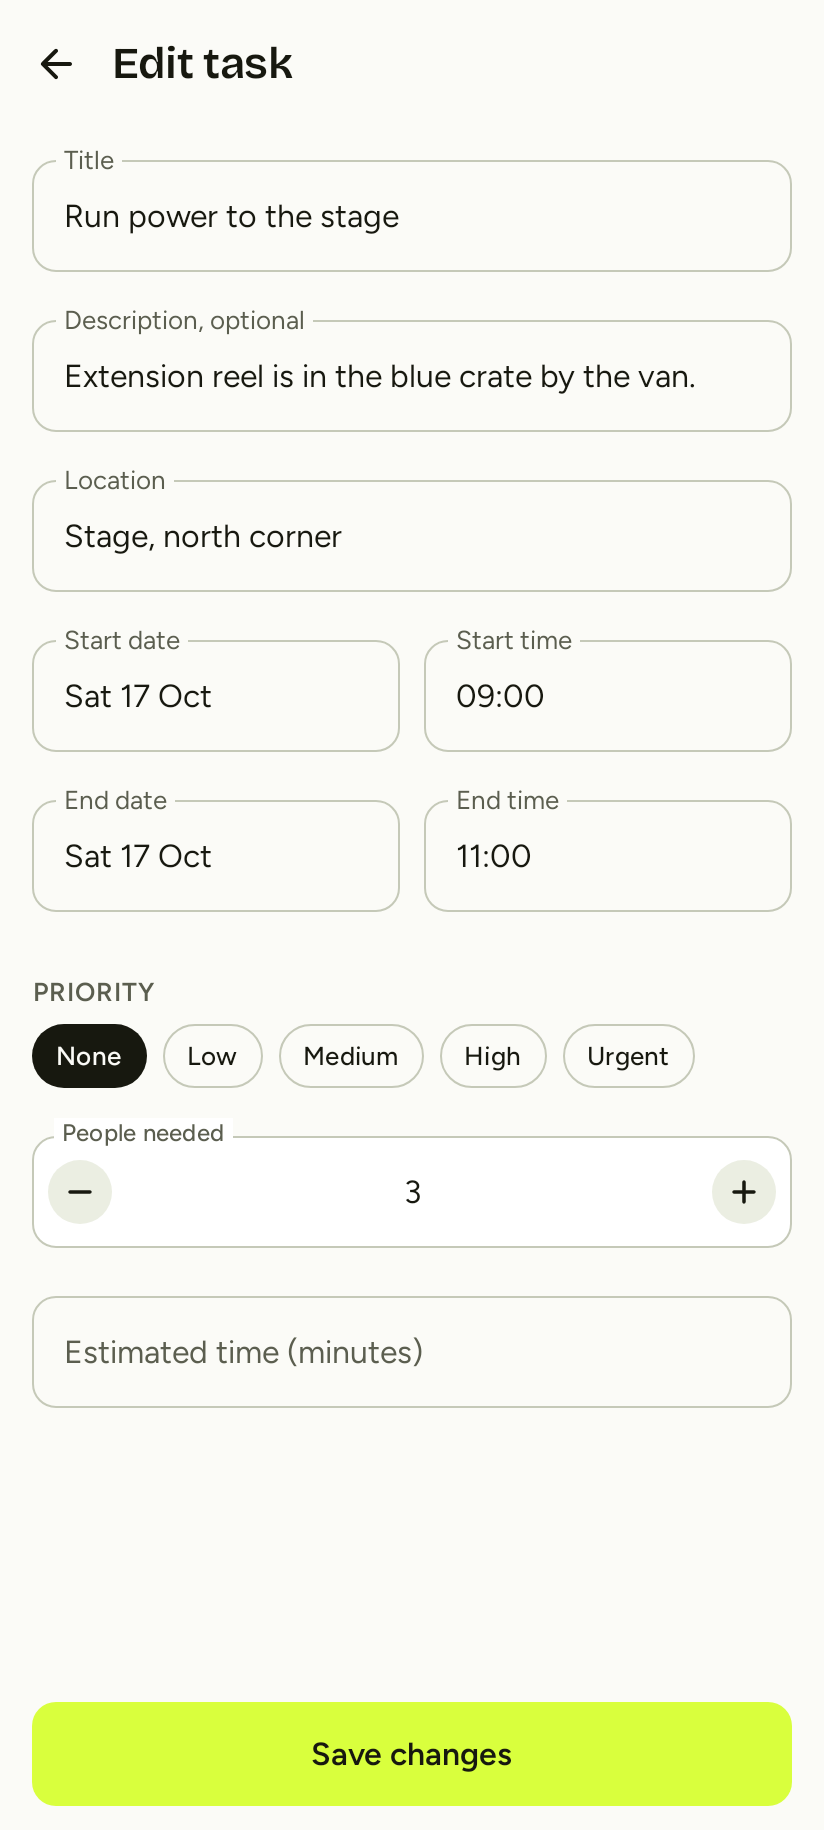 Edit task
Title
Run power to the stage
Description, optional
Extension reel is in the blue crate by the van.
Location
Stage, north corner
Start date
Sat 17 Oct
Start time
09:00
End date
Sat 17 Oct
End time
11:00
PRIORITY
None
Low
Medium
High
Urgent
People needed
3
Estimated time (minutes)
Save changes